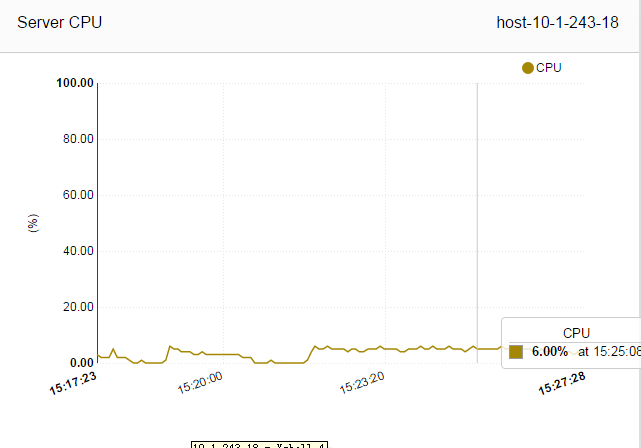 Server CPU
host-10-1-243-18
CPU
100.00
80.00
60.00
(%)
40.00
20.00
0.00
CPU
6.00% at 15:25:08
15:17:23
15:20:00
15:23:20
15:27:28